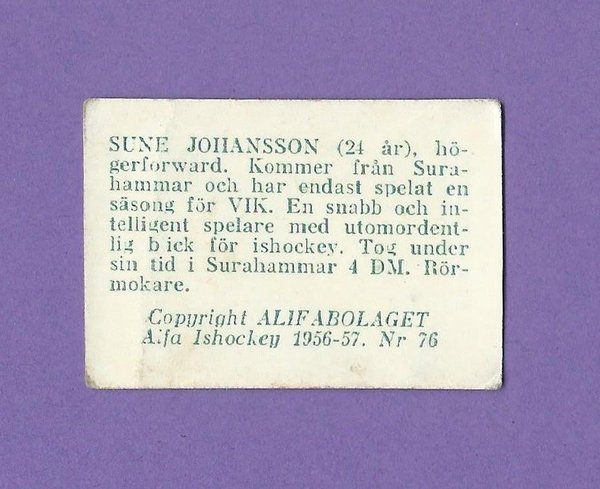 SUNE JOHANSSON (24 år), hö-
gerforward. Kommer från Sura-
hammar och har endast spelat en
säsong för VIK. En snabb och in-
telligent spelare med utomordent-
lig b ick för ishockey. Tog under
sin tid i Surahammar 4 DM. Rör-
mokare.
Copyright ALIFABOLAGET
Alfa Ishockey 1956-57. Nr 76